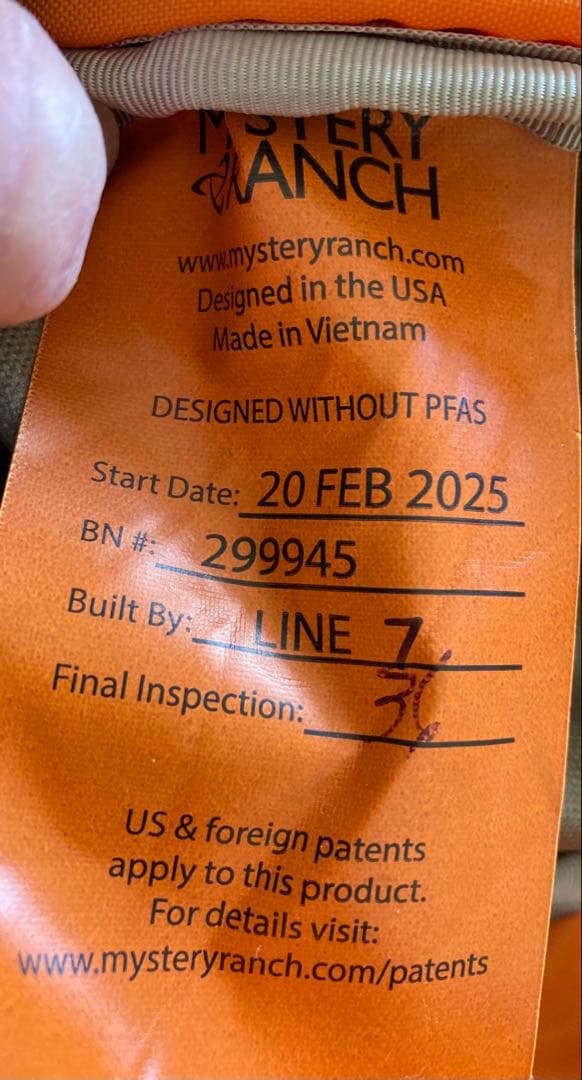 MYSTERY
RANCH
www.mysteryranch.com
Designed in the USA
Made in Vietnam
DESIGNED WITHOUT PFAS
Start Date: 20 FEB 2025
BN #: 299945
Built By: LINE 7
Final Inspection:
US & foreign patents
apply to this product.
For details visit:
www.mysteryranch.com/patents